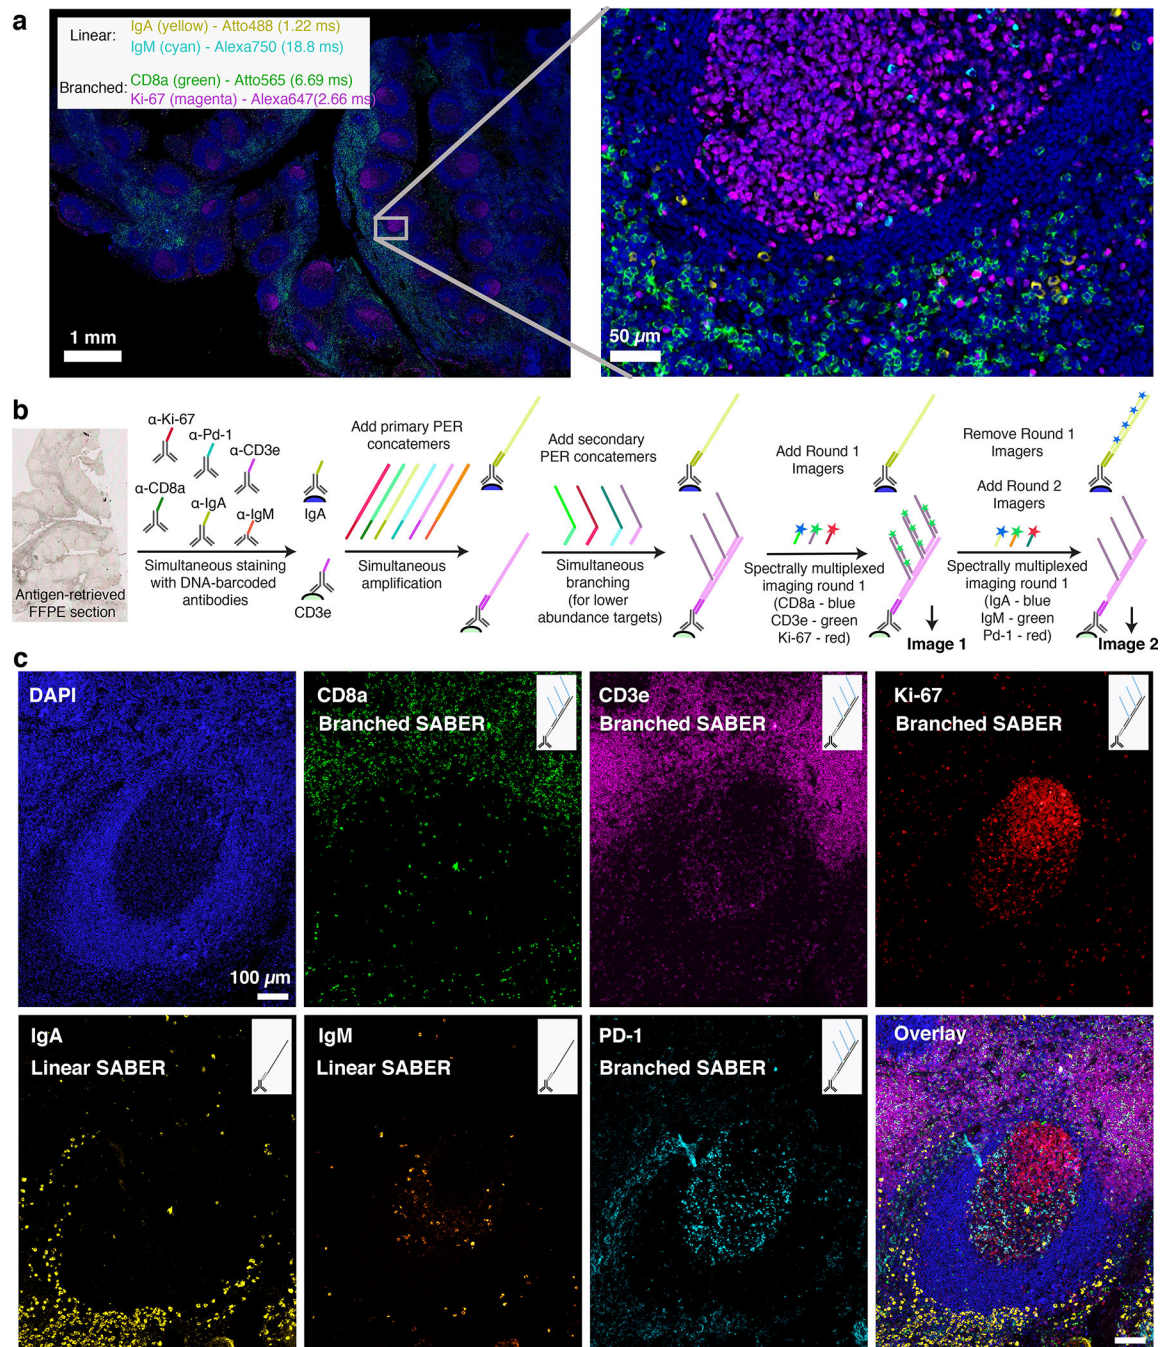 a
Linear:
IgA (yellow) - Atto488 (1.22 ms)
IgM (cyan) - Alexa750 (18.8 ms)
Branched:
CD8a (green) - Atto565 (6.69 ms)
Ki-67 (magenta) - Alexa647(2.66 ms)
1 mm
50 µm
b
Antigen-retrieved
FFPE section
α-Ki-67
α-Pd-1
α-CD3e
α-CD8a
α-IgA
α-IgM
Simultaneous staining
with DNA-barcoded
antibodies
IgA
CD3e
Add primary PER
concatemers
Simultaneous
amplification
Add secondary
PER concatemers
Simultaneous
branching
(for lower
abundance targets)
Add Round 1
Imagers
Spectrally multiplexed
imaging round 1
(CD8a - blue
CD3e - green
Ki-67 - red)
Image 1
Remove Round 1
Imagers
Add Round 2
Imagers
Spectrally multiplexed
imaging round 1
(IgA - blue
IgM - green
Pd-1 - red)
Image 2
c
DAPI
100 µm
CD8a
Branched SABER
CD3e
Branched SABER
Ki-67
Branched SABER
IgA
Linear SABER
IgM
Linear SABER
PD-1
Branched SABER
Overlay